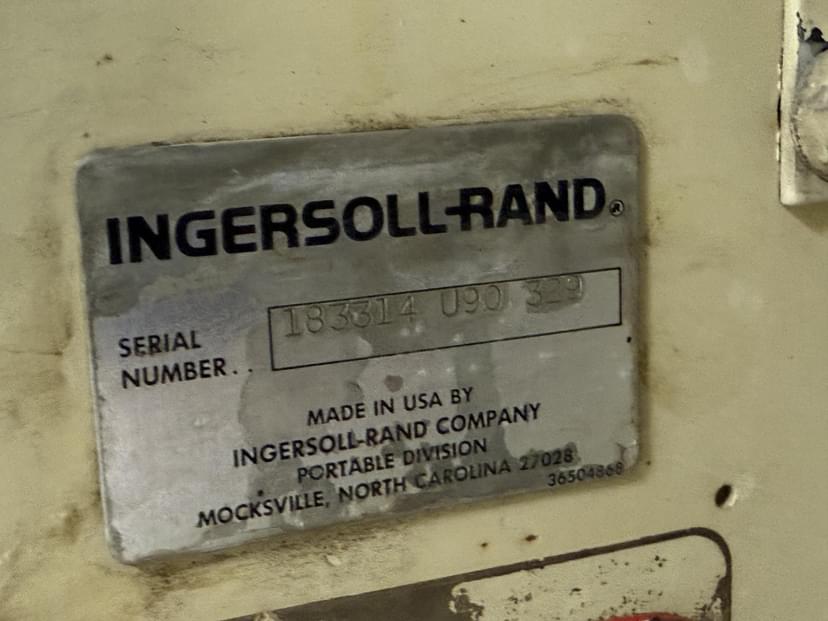 INGERSOLL-RAND®
SERIAL
NUMBER. . 183314 U90 329
MADE IN USA BY
INGERSOLL-RAND COMPANY
PORTABLE DIVISION
MOCKSVILLE, NORTH CAROLINA 27028
36504868